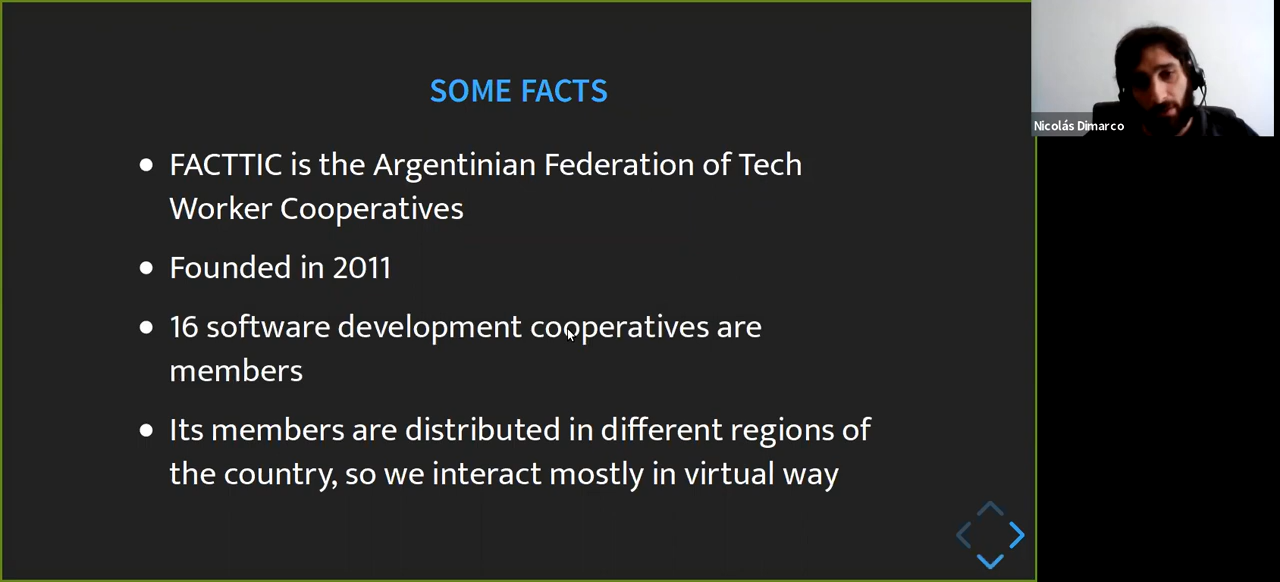 SOME FACTS
FACTTIC is the Argentinian Federation of Tech
Worker Cooperatives
Founded in 2011
16 software development cooperatives are
members
Its members are distributed in different regions of
the country, so we interact mostly in virtual way
Nicolás Dimarco